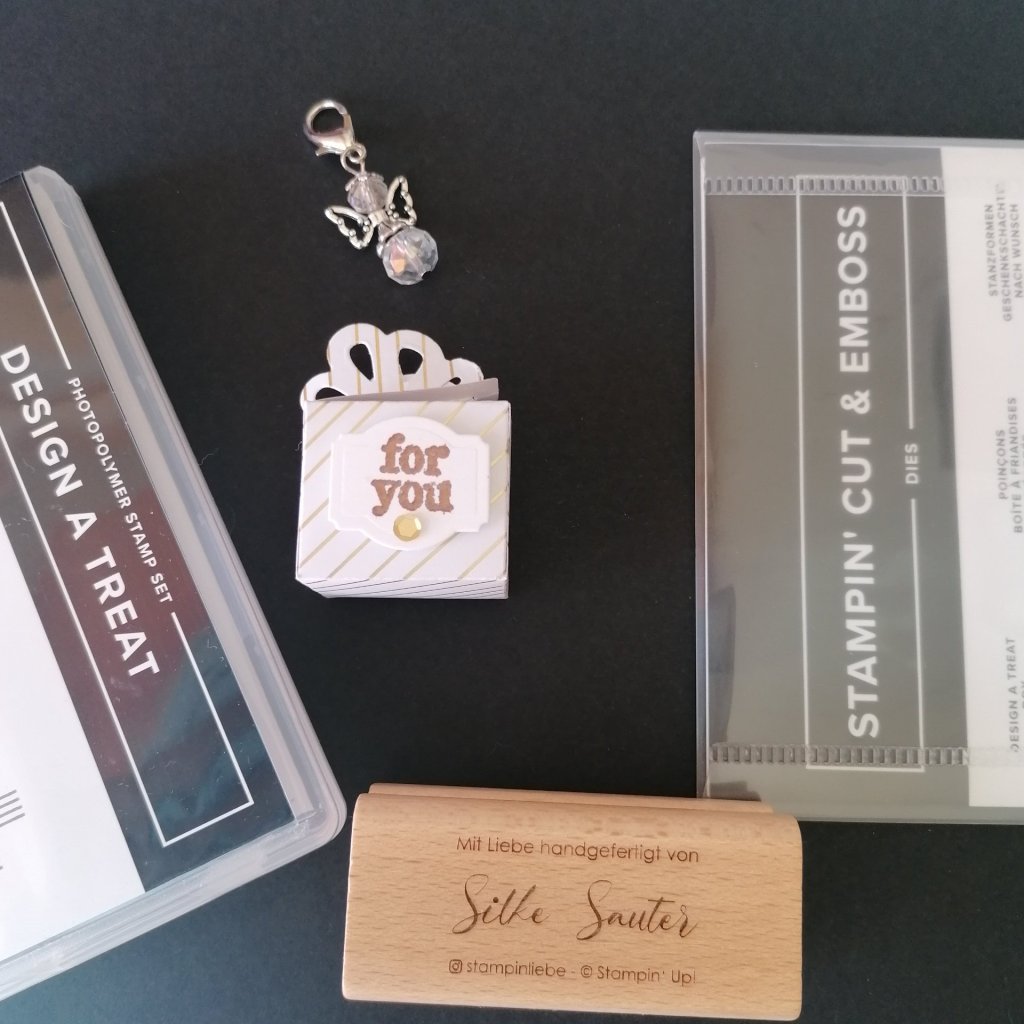 PHOTOPOLYMER STAMP SET
DESIGN A TREAT
for
you
STAMPIN' CUT & EMBOSS
DIES
STANZFORMEN
GESCHENKSCHACHTEL
NACH WUNSCH
POINÇONS
BOÎTE À FRIANDISES
DESIGN A TREAT
Mit Liebe handgefertigt von
Silke Sauter
stampinliebe - © Stampin' Up!